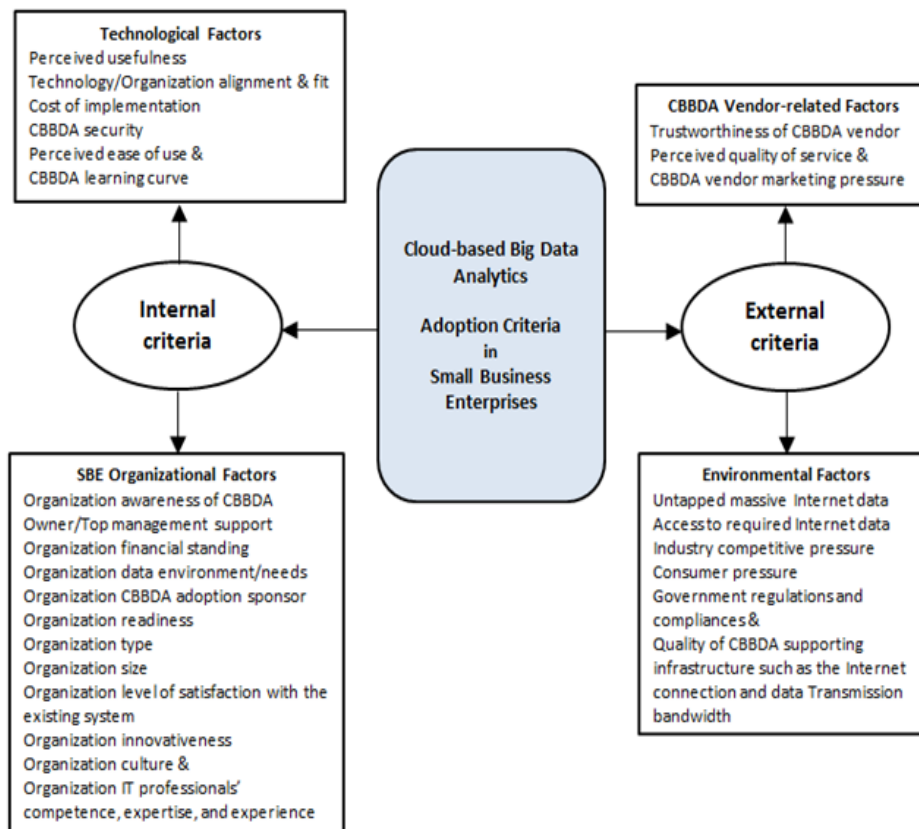 Technological Factors
Perceived usefulness
Technology/Organization alignment & fit
Cost of implementation
CBBDA security
Perceived ease of use &
CBBDA learning curve
CBBDA Vendor-related Factors
Trustworthiness of CBBDA vendor
Perceived quality of service &
CBBDA vendor marketing pressure
Cloud-based Big Data
Analytics
Adoption Criteria
in
Small Business
Enterprises
Internal
criteria
External
criteria
SBE Organizational Factors
Organization awareness of CBBDA
Owner/Top management support
Organization financial standing
Organization data environment/needs
Organization CBBDA adoption sponsor
Organization readiness
Organization type
Organization size
Organization level of satisfaction with the
existing system
Organization innovativeness
Organization culture &
Organization IT professionals’
competence, expertise, and experience
Environmental Factors
Untapped massive Internet data
Access to required Internet data
Industry competitive pressure
Consumer pressure
Government regulations and
compliances &
Quality of CBBDA supporting
infrastructure such as the Internet
connection and data Transmission
bandwidth